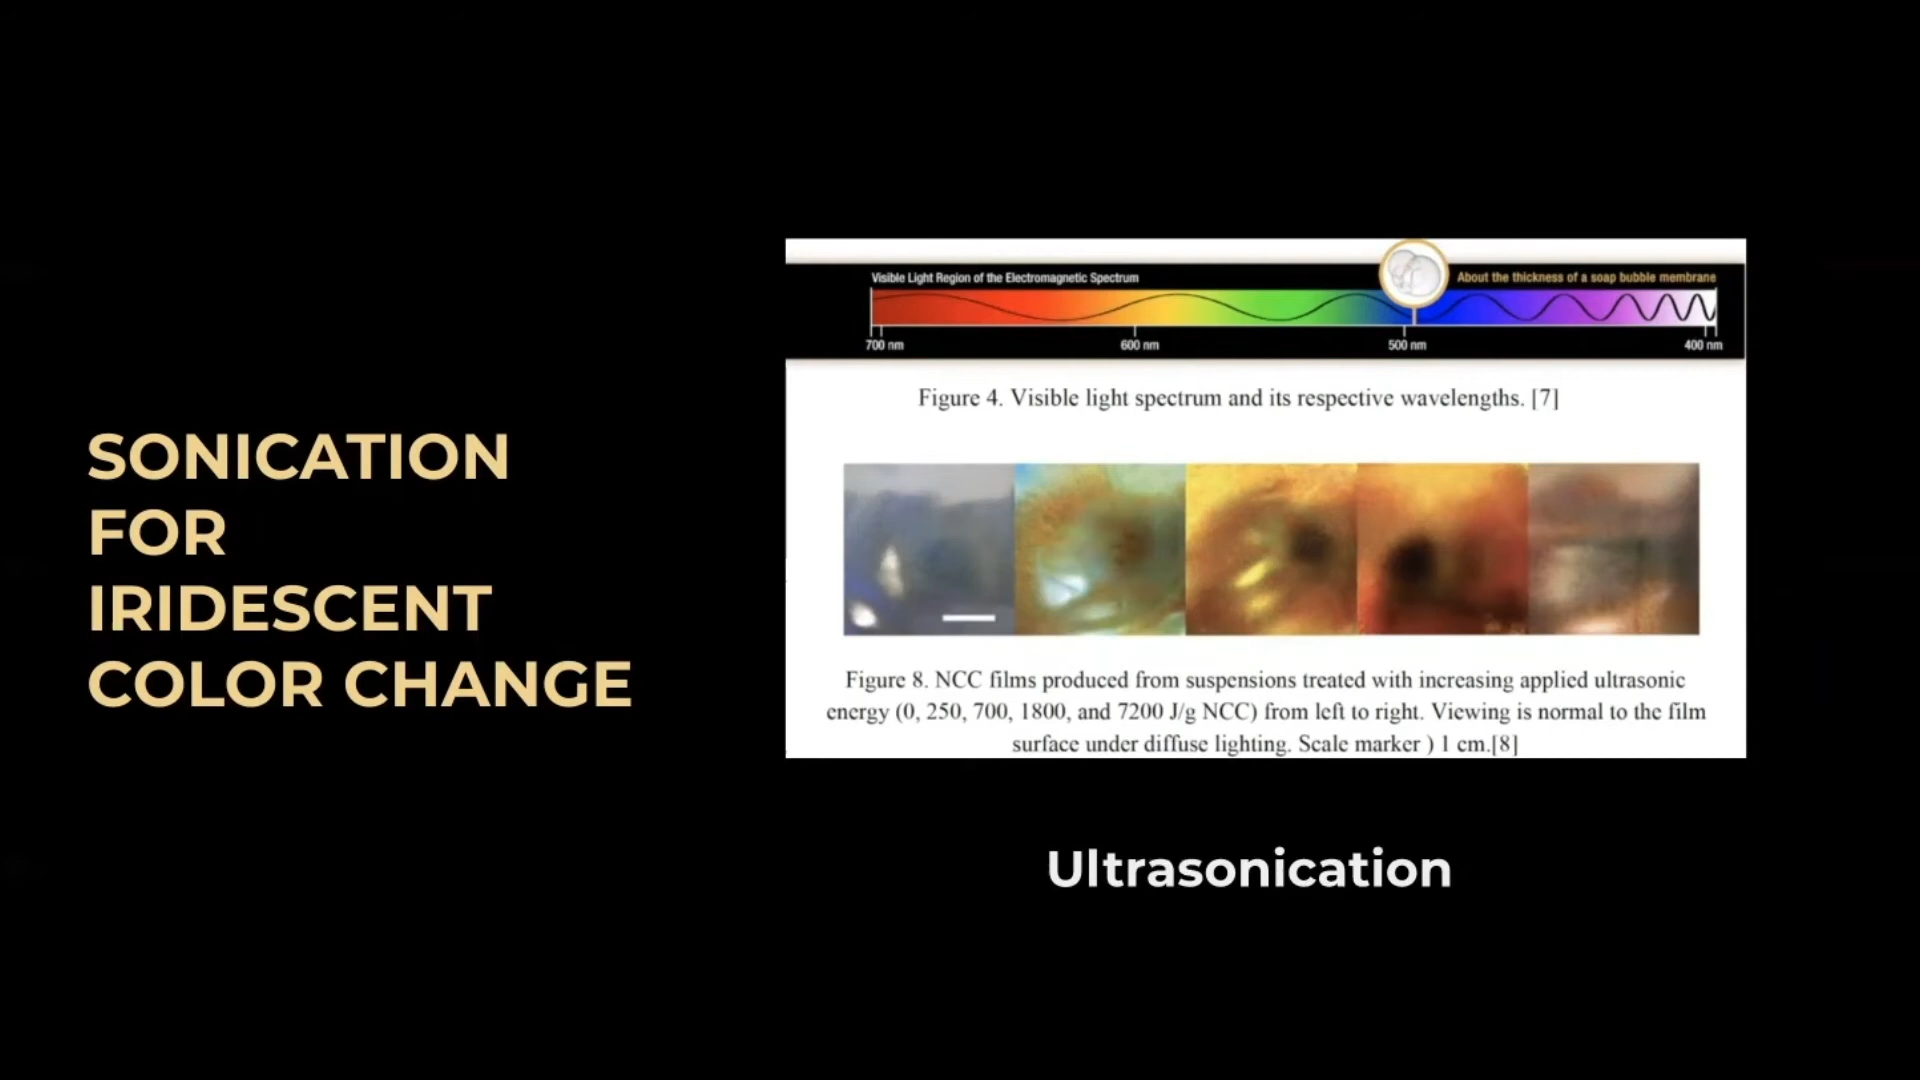 SONICATION
FOR
IRIDESCENT
COLOR CHANGE
Visible Light Region of the Electromagnetic Spectrum
About the thickness of a soap bubble membrane
700 nm 600 nm 500 nm 400 nm
Figure 4. Visible light spectrum and its respective wavelengths. [7]
Figure 8. NCC films produced from suspensions treated with increasing applied ultrasonic
energy (0, 250, 700, 1800, and 7200 J/g NCC) from left to right. Viewing is normal to the film
surface under diffuse lighting. Scale marker ) 1 cm.[8]
Ultrasonication